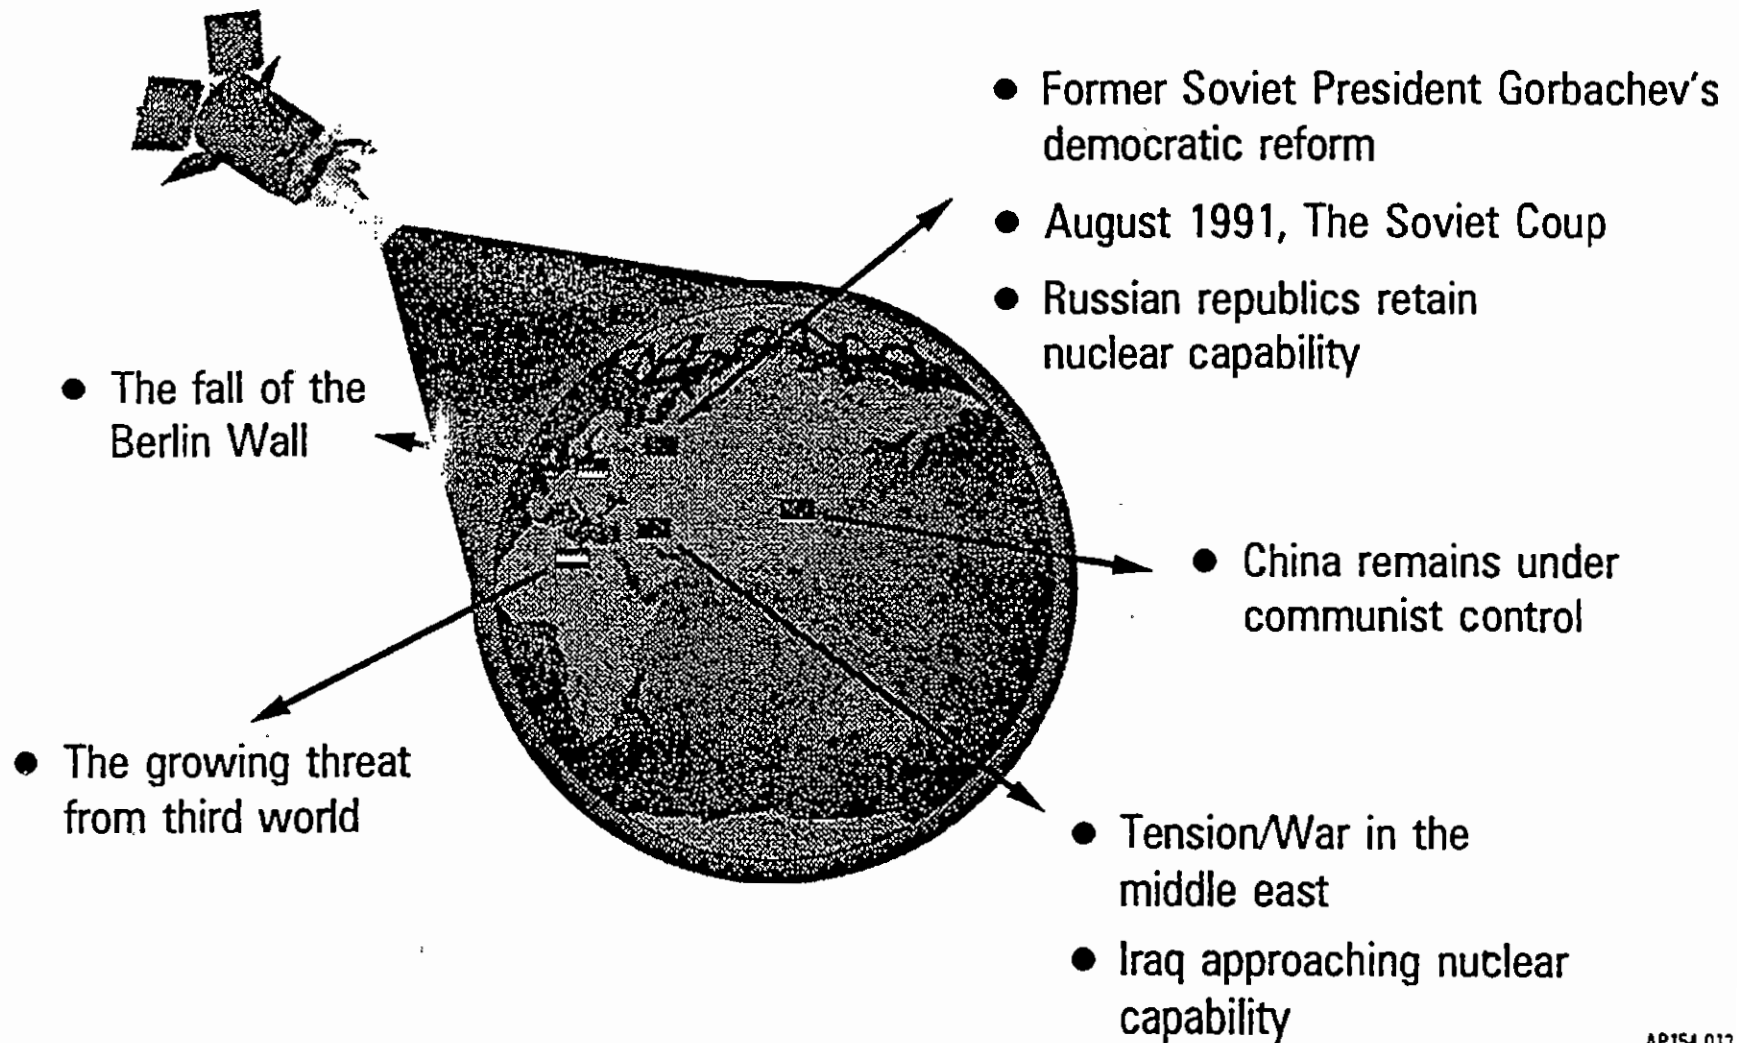 ● Former Soviet President Gorbachev's
democratic reform
● August 1991, The Soviet Coup
● Russian republics retain
nuclear capability
● The fall of the
Berlin Wall
● China remains under
communist control
● The growing threat
from third world
● Tension/War in the
middle east
● Iraq approaching nuclear
capability